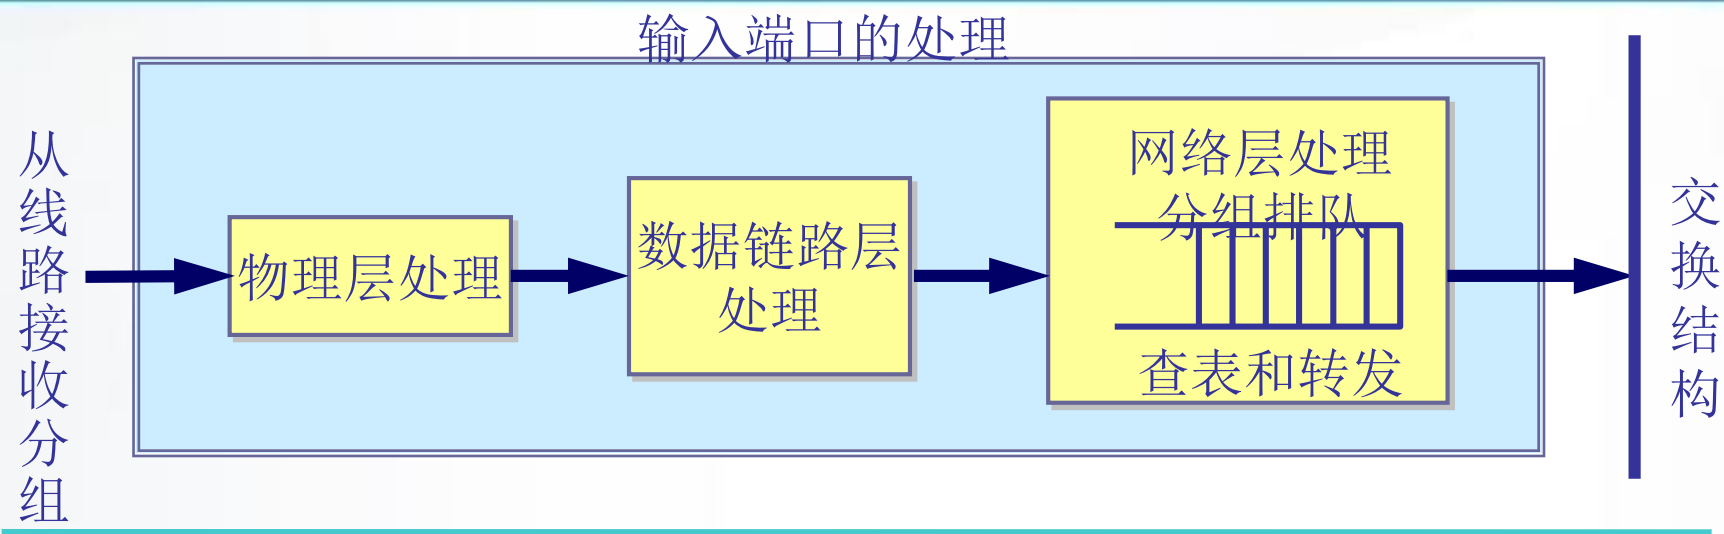 输入端口的处理
从线路接收分组
物理层处理
数据链路层
处理
网络层处理
分组排队
查表和转发
交换结构